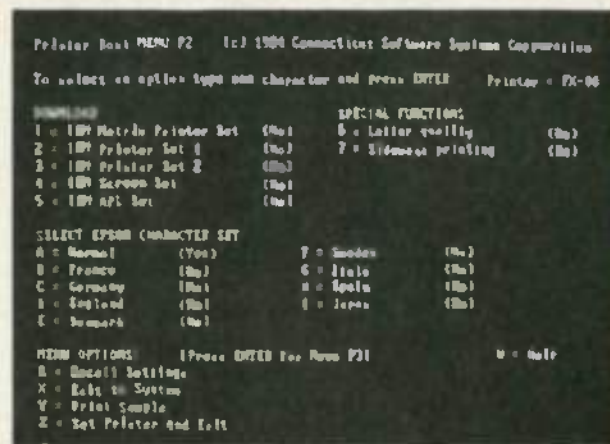 Printer Boss MENU P2 (c) 1984 Connecticut Software Systems Corporation
To select an option type one character and press ENTER Printer = FX-80
DOWNLOAD SPECIAL FUNCTIONS
1 = IBM Matrix Printer Set (No) 6 = Letter quality (No)
2 = IBM Printer Set 1 (No) 7 = Sideways printing (No)
3 = IBM Printer Set 2 (No)
4 = IBM Screen Set (No)
5 = IBM APL Set (No)
SELECT EPSON CHARACTER SET
A = Normal (Yes) F = Sweden (No)
B = France (No) G = Italy (No)
C = Germany (No) H = Spain (No)
D = England (No) I = Japan (No)
E = Denmark (No)
MENU OPTIONS (Press ENTER for Menu P3) W = Help
R = Recall Settings
X = Exit to System
Y = Print Sample
Z = Set Printer and Exit